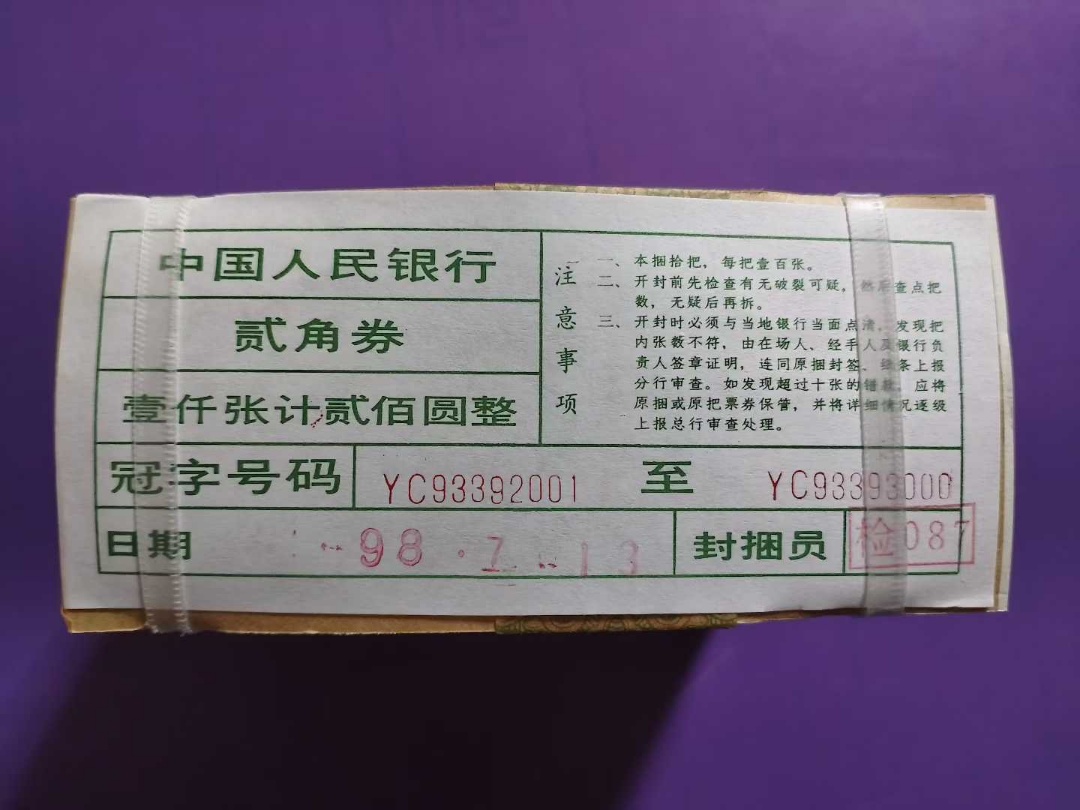 中国人民银行
贰角券
壹仟张计贰佰圆整
注意事项
一、本捆拾把，每把壹百张。
二、开封前先检查有无破裂可疑，然后查点把
数，无疑后再拆。
三、开封时必须与当地银行当面点清，发现把
内张数不符，由在场人、经手人及银行负
责人签章证明，连同原捆封签、腰条上报
分行审查。如发现超过十张的错款，应将
原捆或原把票券保管，并将详细情况逐级
上报总行审查处理。
冠字号码 YC93392001 至 YC93393000
日期 98.7.13 封捆员 检087